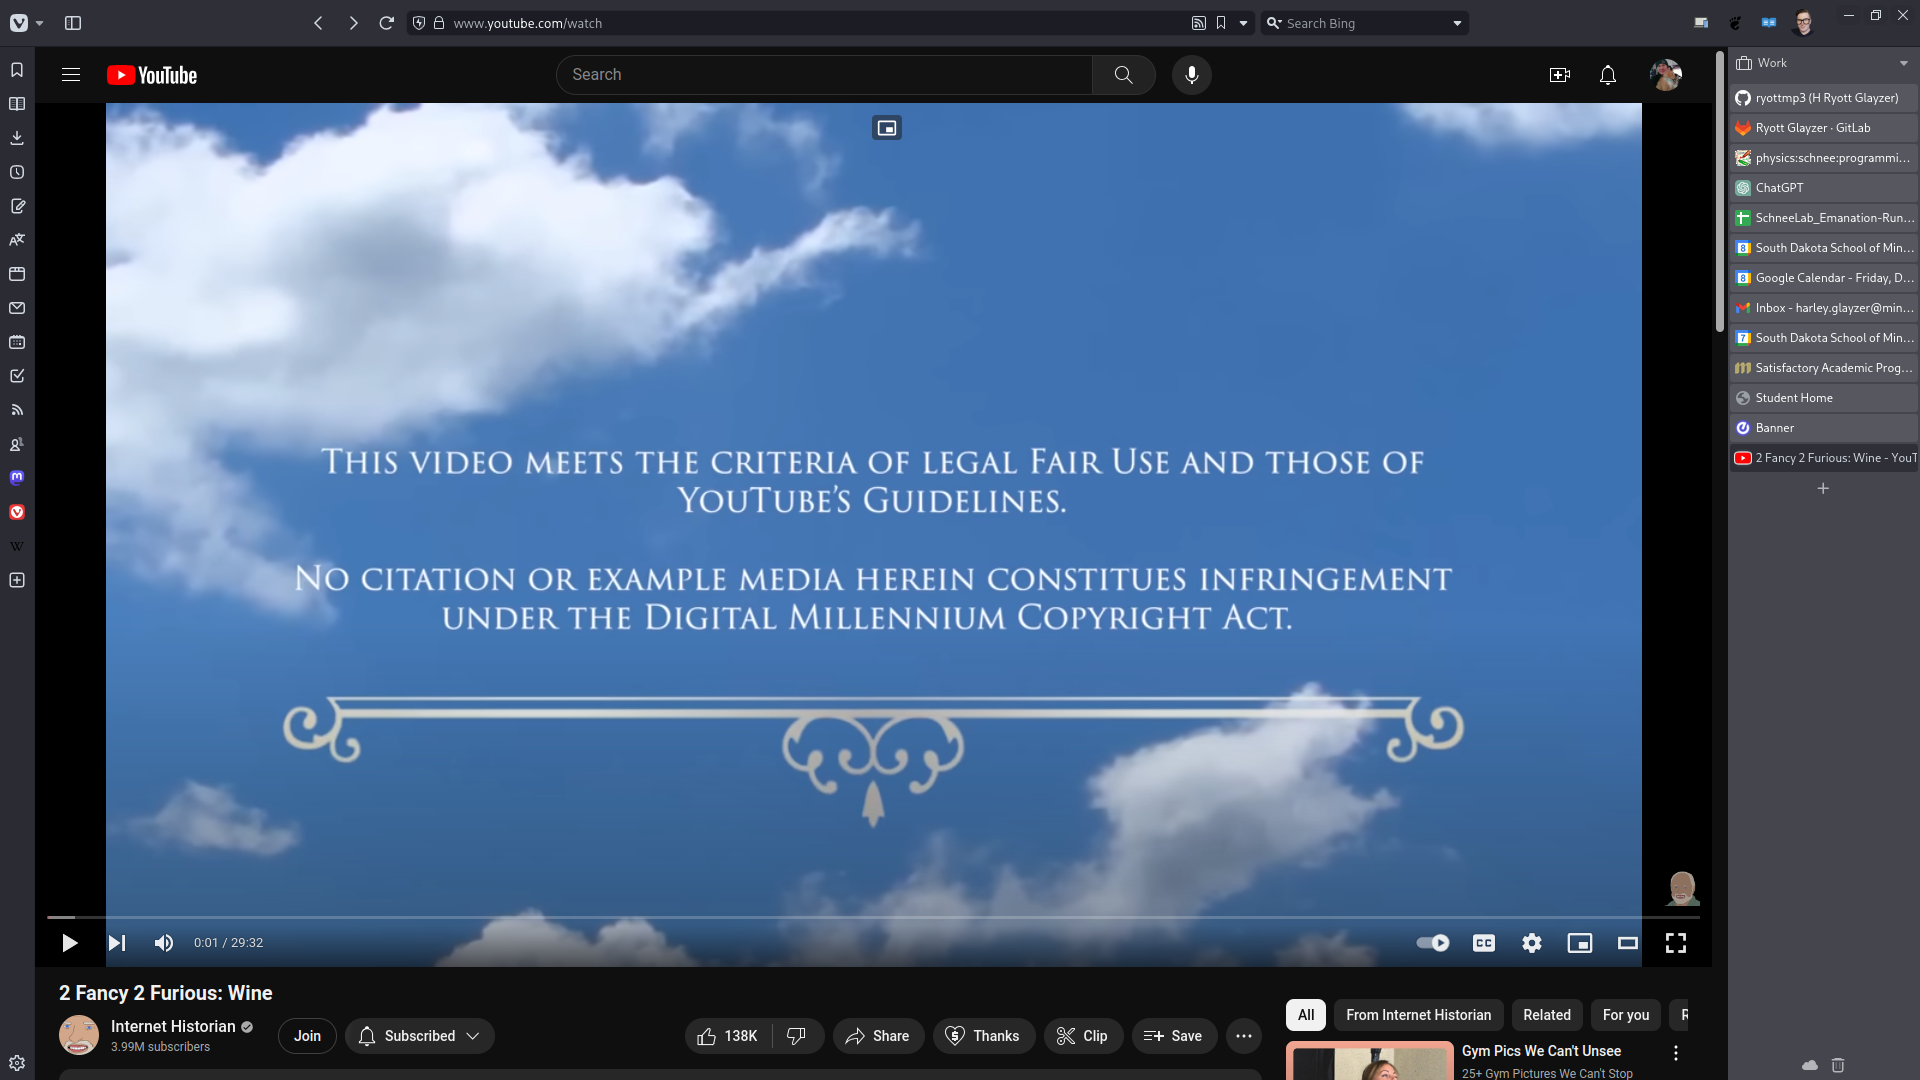 www.youtube.com/watch
Search Bing
Work
YouTube
Search
ryottmp3 (H Ryott Glayzer)
Ryott Glayzer · GitLab
physics:schnee:programmi...
ChatGPT
SchneeLab_Emanation-Run...
South Dakota School of Min...
Google Calendar - Friday, D...
Inbox - harley.glayzer@min...
South Dakota School of Min...
Satisfactory Academic Prog...
Student Home
Banner
2 Fancy 2 Furious: Wine - YouT
THIS VIDEO MEETS THE CRITERIA OF LEGAL FAIR USE AND THOSE OF
YOUTUBE'S GUIDELINES.
NO CITATION OR EXAMPLE MEDIA HEREIN CONSTITUES INFRINGEMENT
UNDER THE DIGITAL MILLENNIUM COPYRIGHT ACT.
0:01 / 29:32
CC
2 Fancy 2 Furious: Wine
Internet Historian
3.99M subscribers
Join
Subscribed
138K
Share
Thanks
Clip
Save
All
From Internet Historian
Related
For you
Gym Pics We Can't Unsee
25+ Gym Pictures We Can't Stop